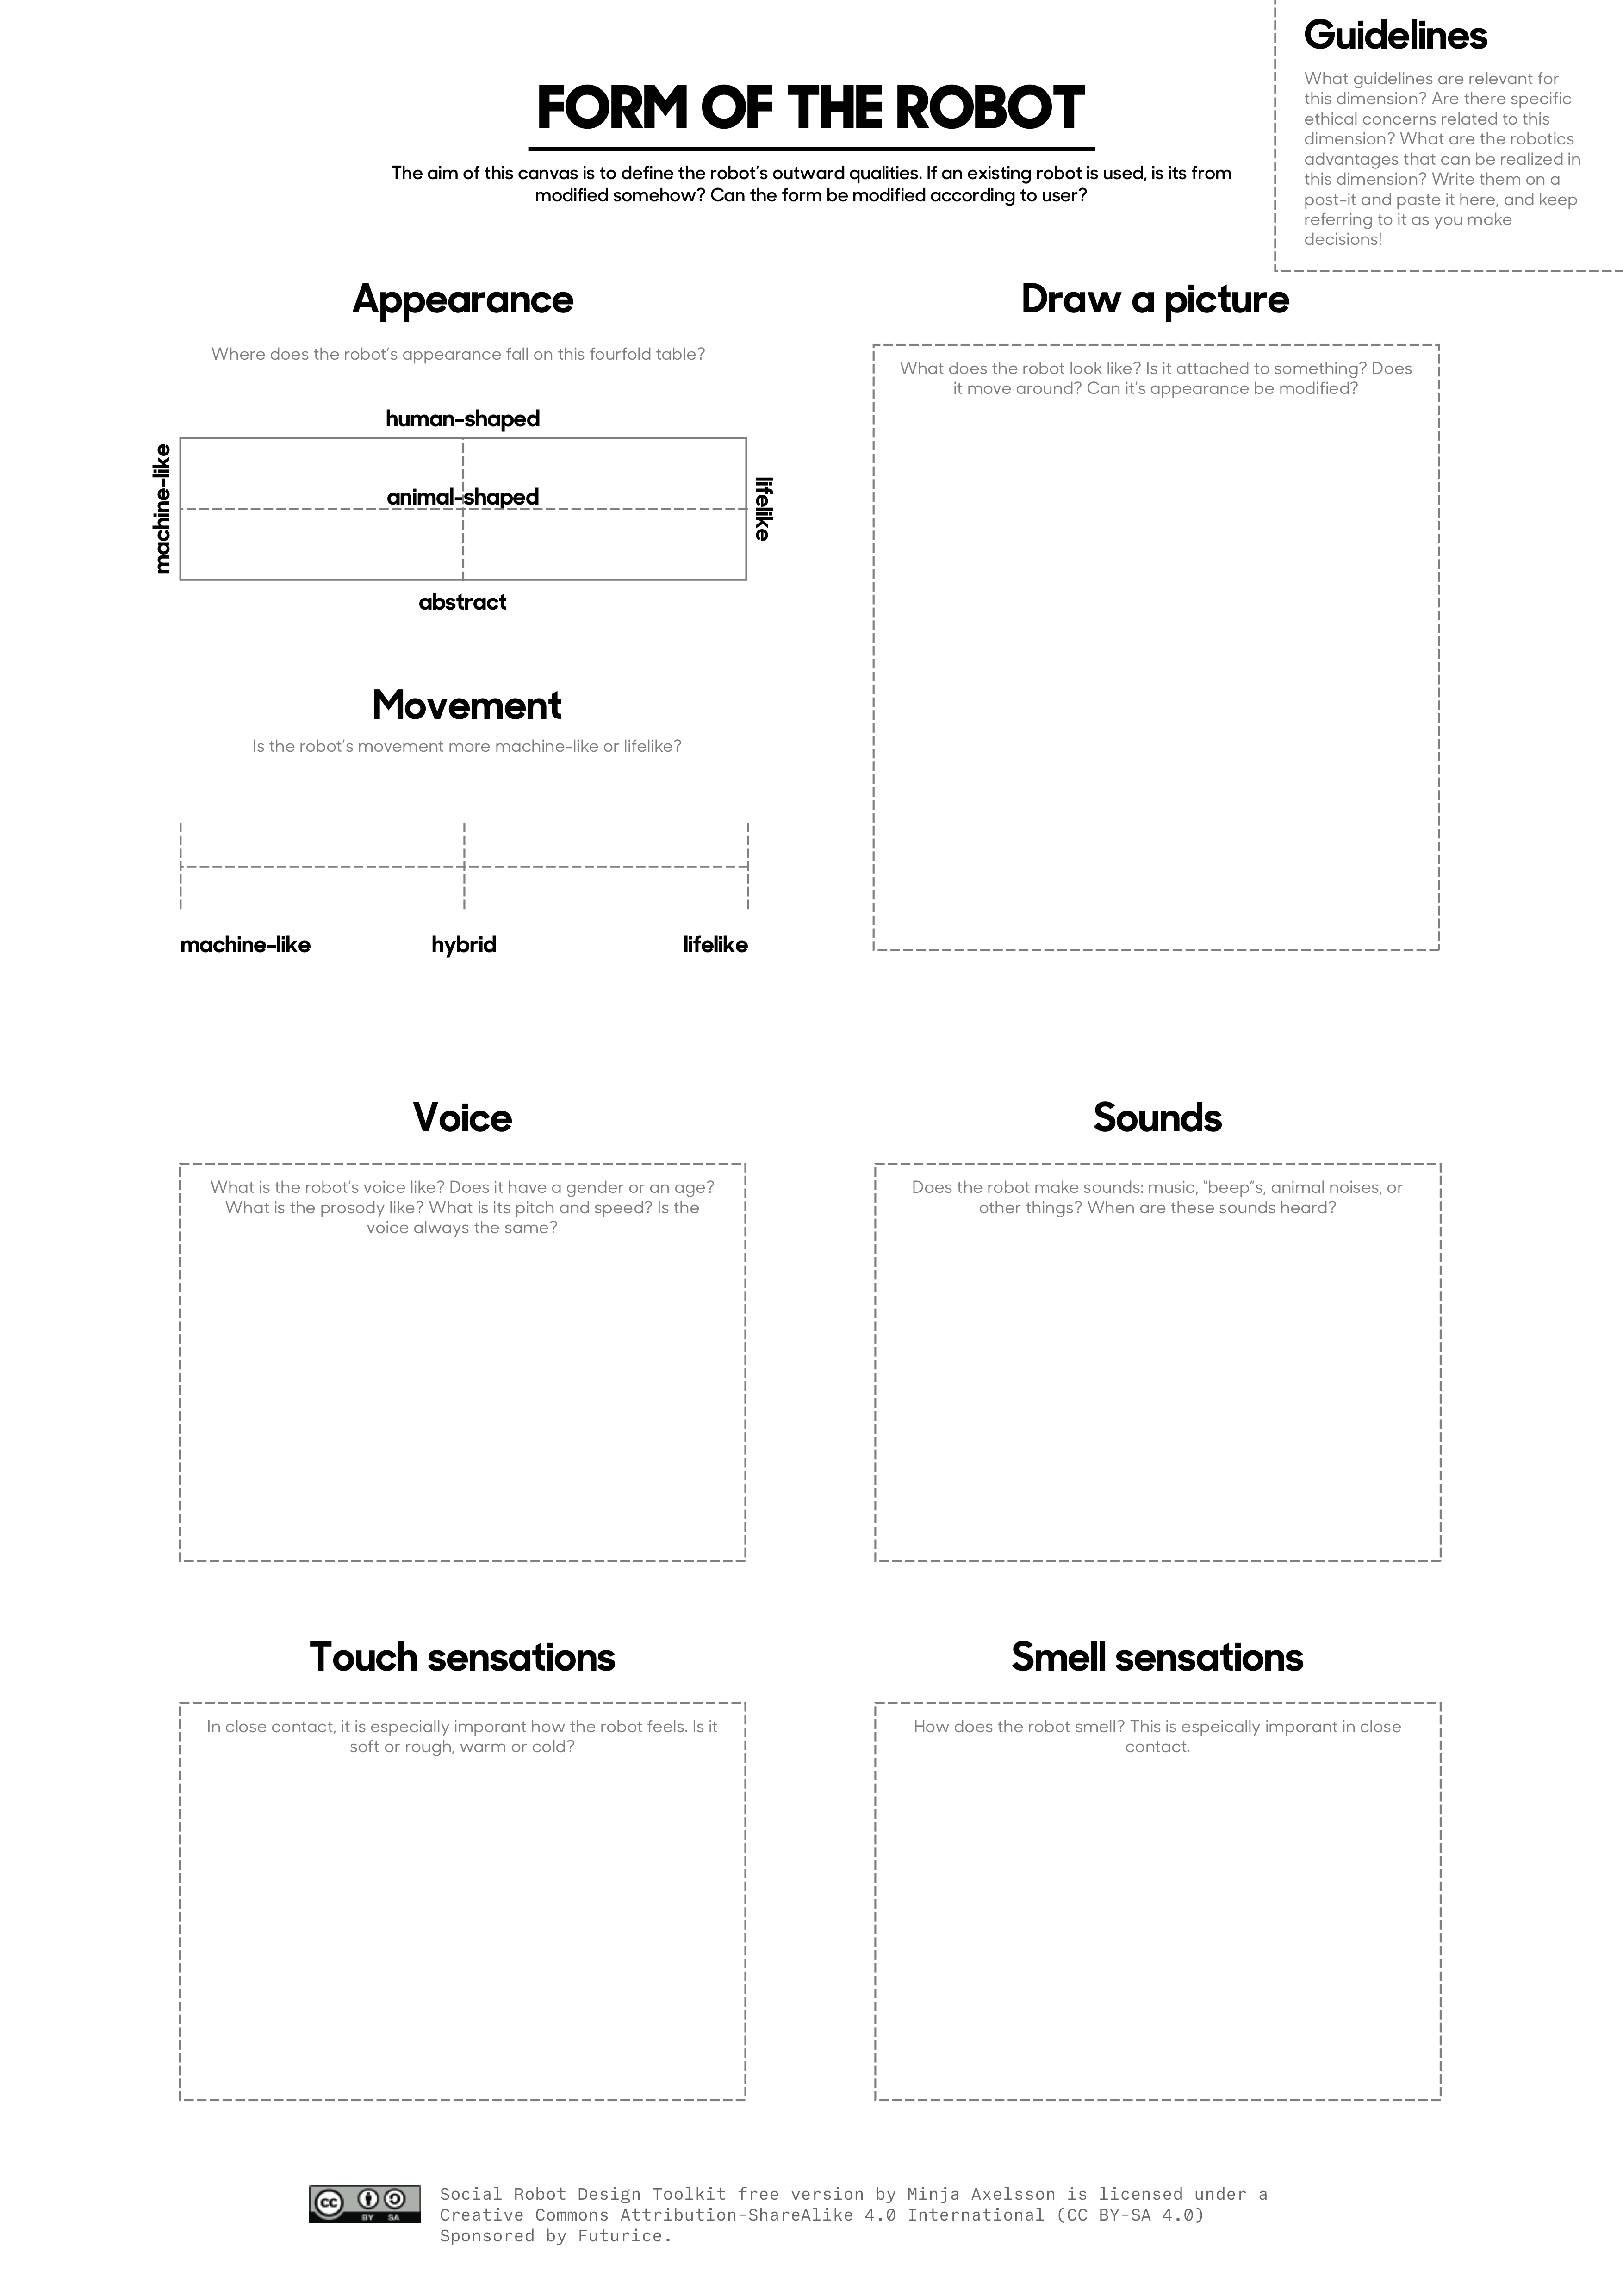 Guidelines
What guidelines are relevant for
this dimension? Are there specific
ethical concerns related to this
dimension? What are the robotics
advantages that can be realized in
this dimension? Write them on a
post-it and paste it here, and keep
referring to it as you make
decisions!
FORM OF THE ROBOT
The aim of this canvas is to define the robot's outward qualities. If an existing robot is used, is its from
modified somehow? Can the form be modified according to user?
Appearance
Where does the robot's appearance fall on this fourfold table?
human-shaped
machine-like
animal-shaped
lifelike
abstract
Draw a picture
What does the robot look like? Is it attached to something? Does
it move around? Can it's appearance be modified?
Movement
Is the robot's movement more machine-like or lifelike?
machine-like
hybrid
lifelike
Voice
What is the robot's voice like? Does it have a gender or an age?
What is the prosody like? What is its pitch and speed? Is the
voice always the same?
Sounds
Does the robot make sounds: music, "beep"s, animal noises, or
other things? When are these sounds heard?
Touch sensations
In close contact, it is especially imporant how the robot feels. Is it
soft or rough, warm or cold?
Smell sensations
How does the robot smell? This is espeically imporant in close
contact.
cc
BY SA
Social Robot Design Toolkit free version by Minja Axelsson is licensed under a
Creative Commons Attribution-ShareAlike 4.0 International (CC BY-SA 4.0)
Sponsored by Futurice.